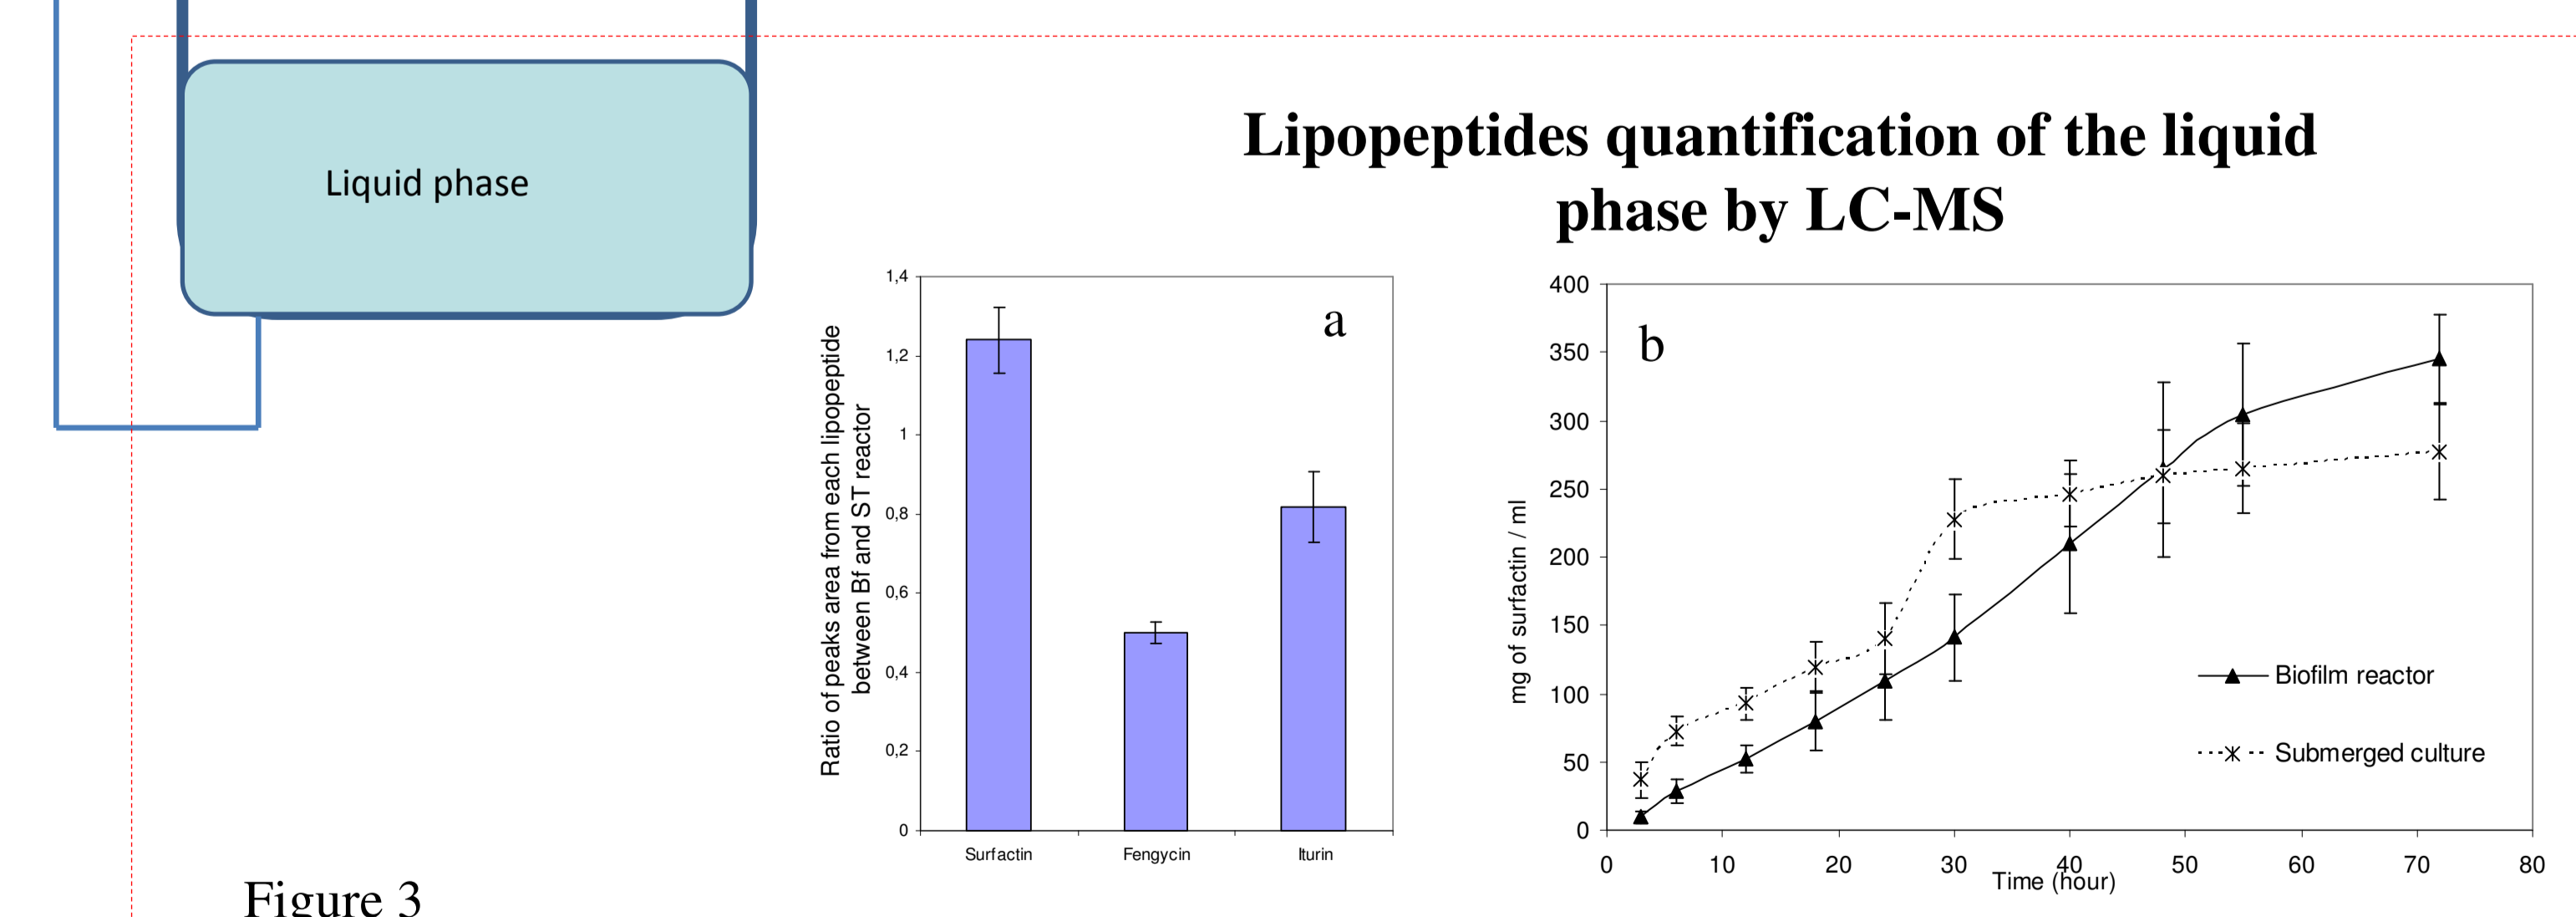 Liquid phase
Lipopeptides quantification of the liquid
phase by LC-MS
Ratio of peaks area from each lipopeptide
between Bf and ST reactor
1,4
1,2
1
0,8
0,6
0,4
0,2
0
a
Surfactin Fengycin Iturin
mg of surfactin / ml
400
350
300
250
200
150
100
50
0
b
Biofilm reactor
Submerged culture
0 10 20 30 40 50 60 70 80
Time (hour)
Figure 3